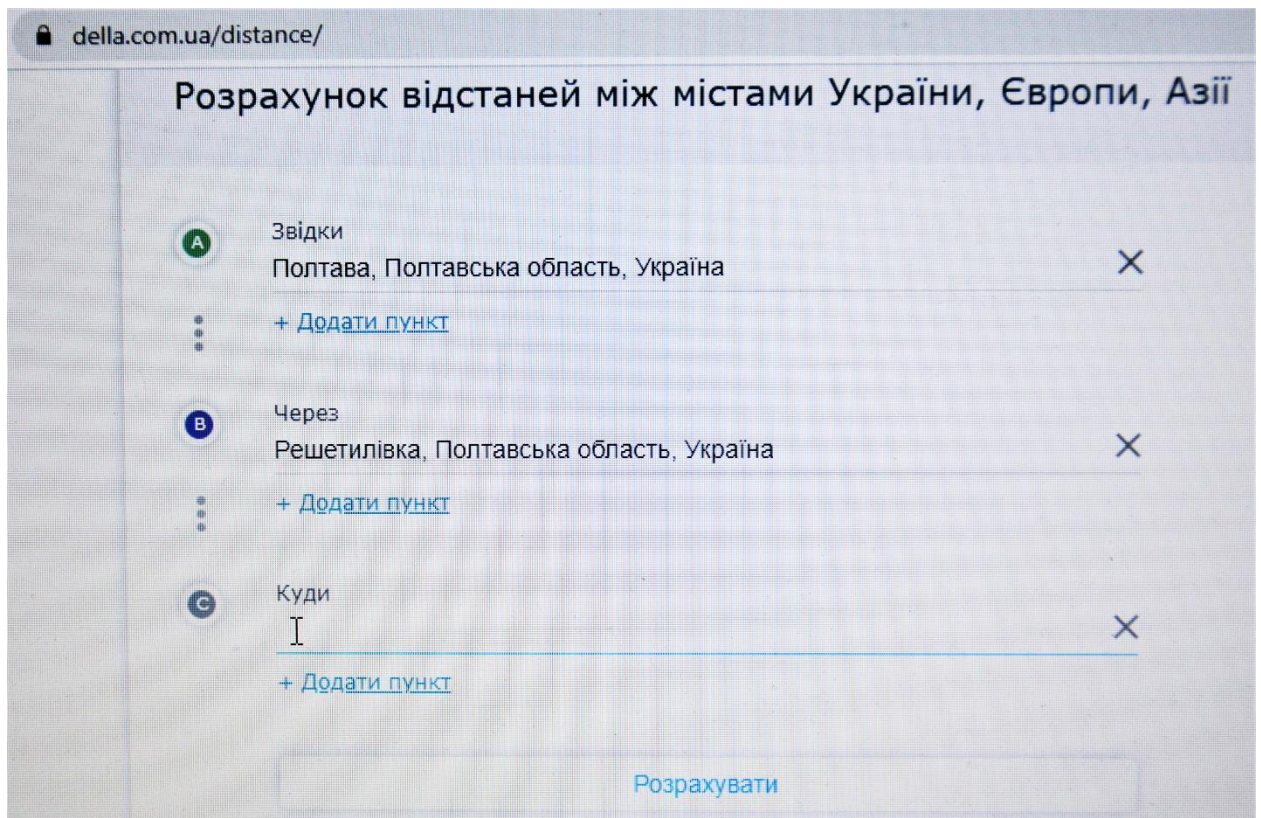 della.com.ua/distance/
Розрахунок відстаней між містами України, Європи, Азії
A
Звідки
Полтава, Полтавська область, Україна
+ Додати пункт
B
Через
Решетилівка, Полтавська область, Україна
+ Додати пункт
C
Куди
+ Додати пункт
Розрахувати